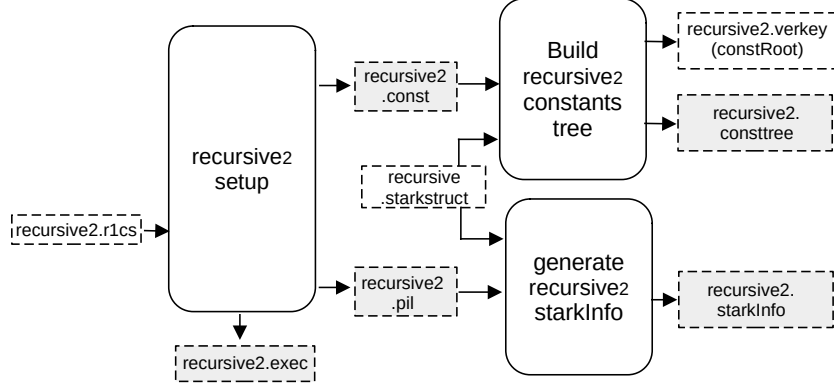 recursive2.r1cs
recursive2
setup
recursive2.exec
recursive2
.const
recursive
.starkstruct
recursive2
.pil
Build
recursive2
constants
tree
generate
recursive2
starkInfo
recursive2.verkey
(constRoot)
recursive2.
consttree
recursive2.
starkInfo